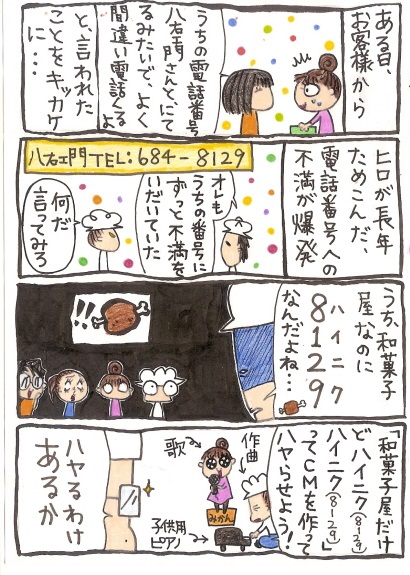 ある日、
お客様から
うちの電話番号
八右衛門さんと、にて
るみたいで、よく
間違い電話くるよ
と、言われた
ことをキッカケ
に・・・
八右エ門TEL:684-8129
ヒロが長年
ためこんだ、
電話番号への
不満が爆発
オレも
うちの番号に
ずっと不満を
いだいていた
何だ
言ってみろ
うち、和菓子
屋なのに
ハイニク
8129
なんだよね・・・
!!
和菓子屋だけ
どハイニク(8129)
ハイニク(8129)」
ってCMを作って
ハヤらせよう!
作曲
歌
みかん
子供用
ピアノ
ハヤるわけ
あるか